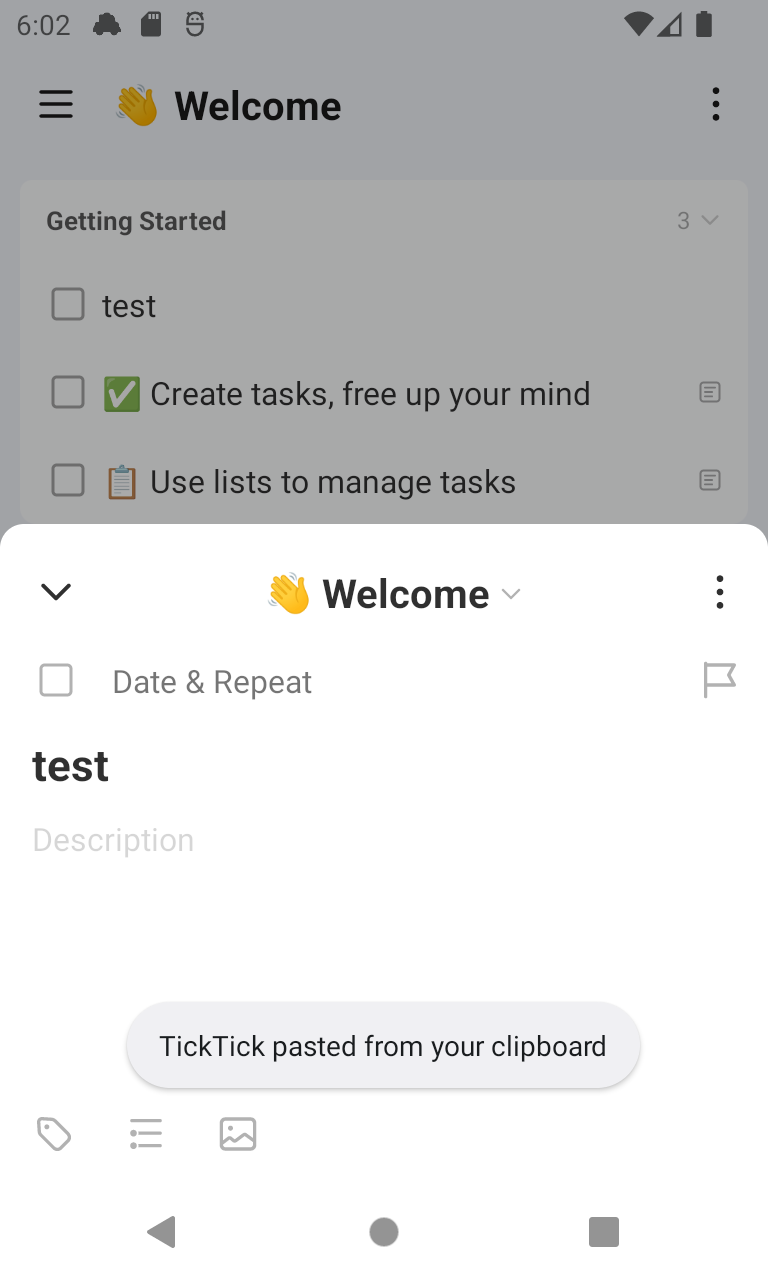 6:02
👋 Welcome
Getting Started
3
test
✅ Create tasks, free up your mind
📋 Use lists to manage tasks
👋 Welcome
Date & Repeat
test
Description
TickTick pasted from your clipboard